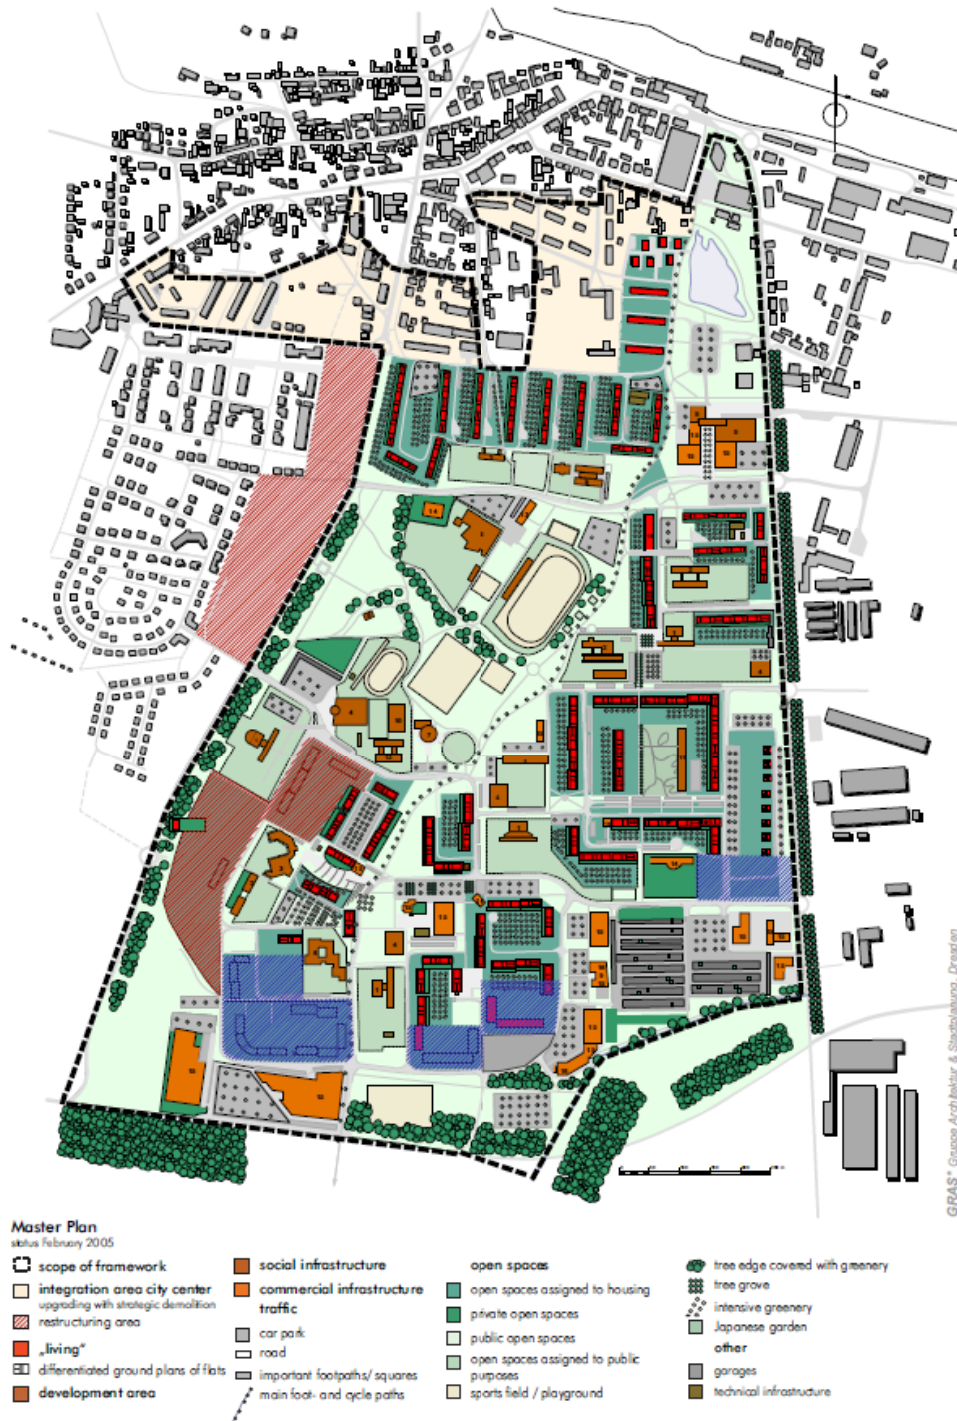 Master Plan
status February 2005
scope of framework
integration area city center
upgrading with strategic demolition
restructuring area
„living“
differentiated ground plans of flats
development area
social infrastructure
commercial infrastructure
traffic
car park
road
important footpaths/ squares
main foot- and cycle paths
open spaces
open spaces assigned to housing
private open spaces
public open spaces
open spaces assigned to public
purposes
sports field / playground
tree edge covered with greenery
tree grove
intensive greenery
Japanese garden
other
garages
technical infrastructure
GRAS* Gruppe Architektur & Stadtplanung, Dresden